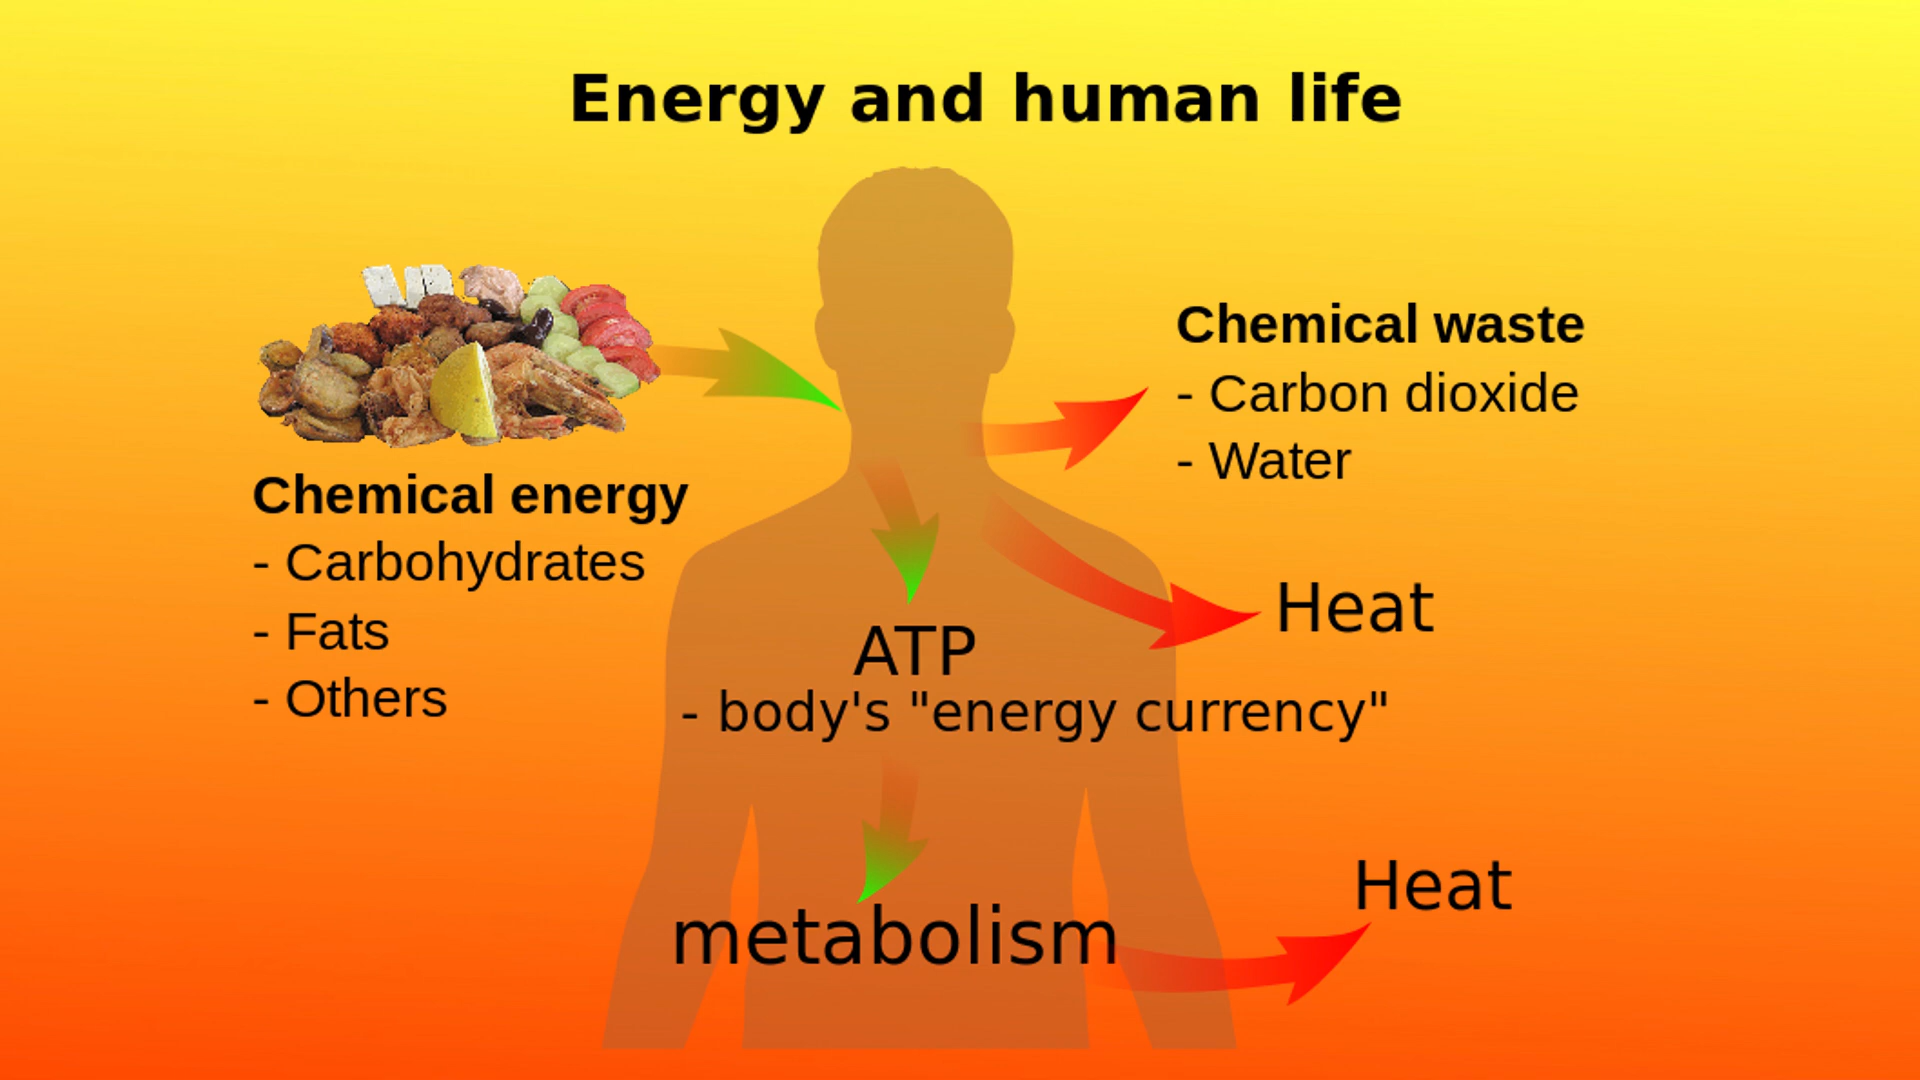 Energy and human life
Chemical energy
- Carbohydrates
- Fats
- Others
Chemical waste
- Carbon dioxide
- Water
Heat
ATP
- body's "energy currency"
metabolism
Heat